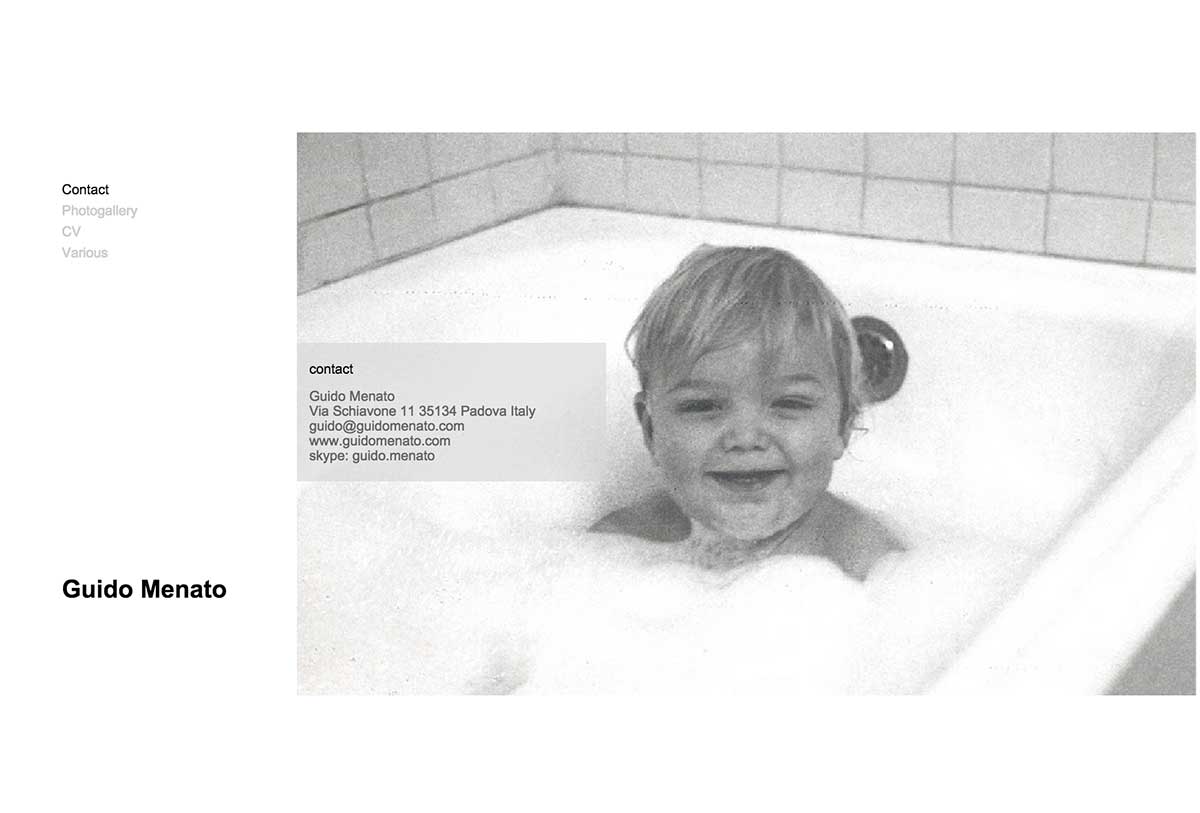 Contact
Photogallery
CV
Various
contact
Guido Menato
Via Schiavone 11 35134 Padova Italy
guido@guidomenato.com
www.guidomenato.com
skype: guido.menato
Guido Menato